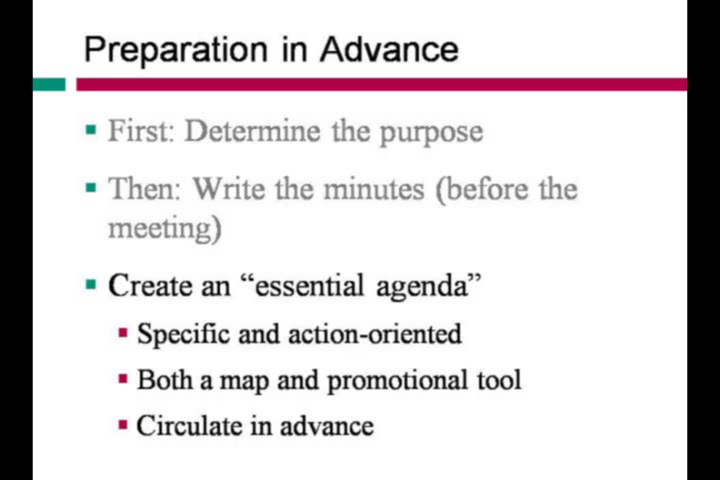 Preparation in Advance
First: Determine the purpose
Then: Write the minutes (before the
meeting)
Create an “essential agenda”
Specific and action-oriented
Both a map and promotional tool
Circulate in advance